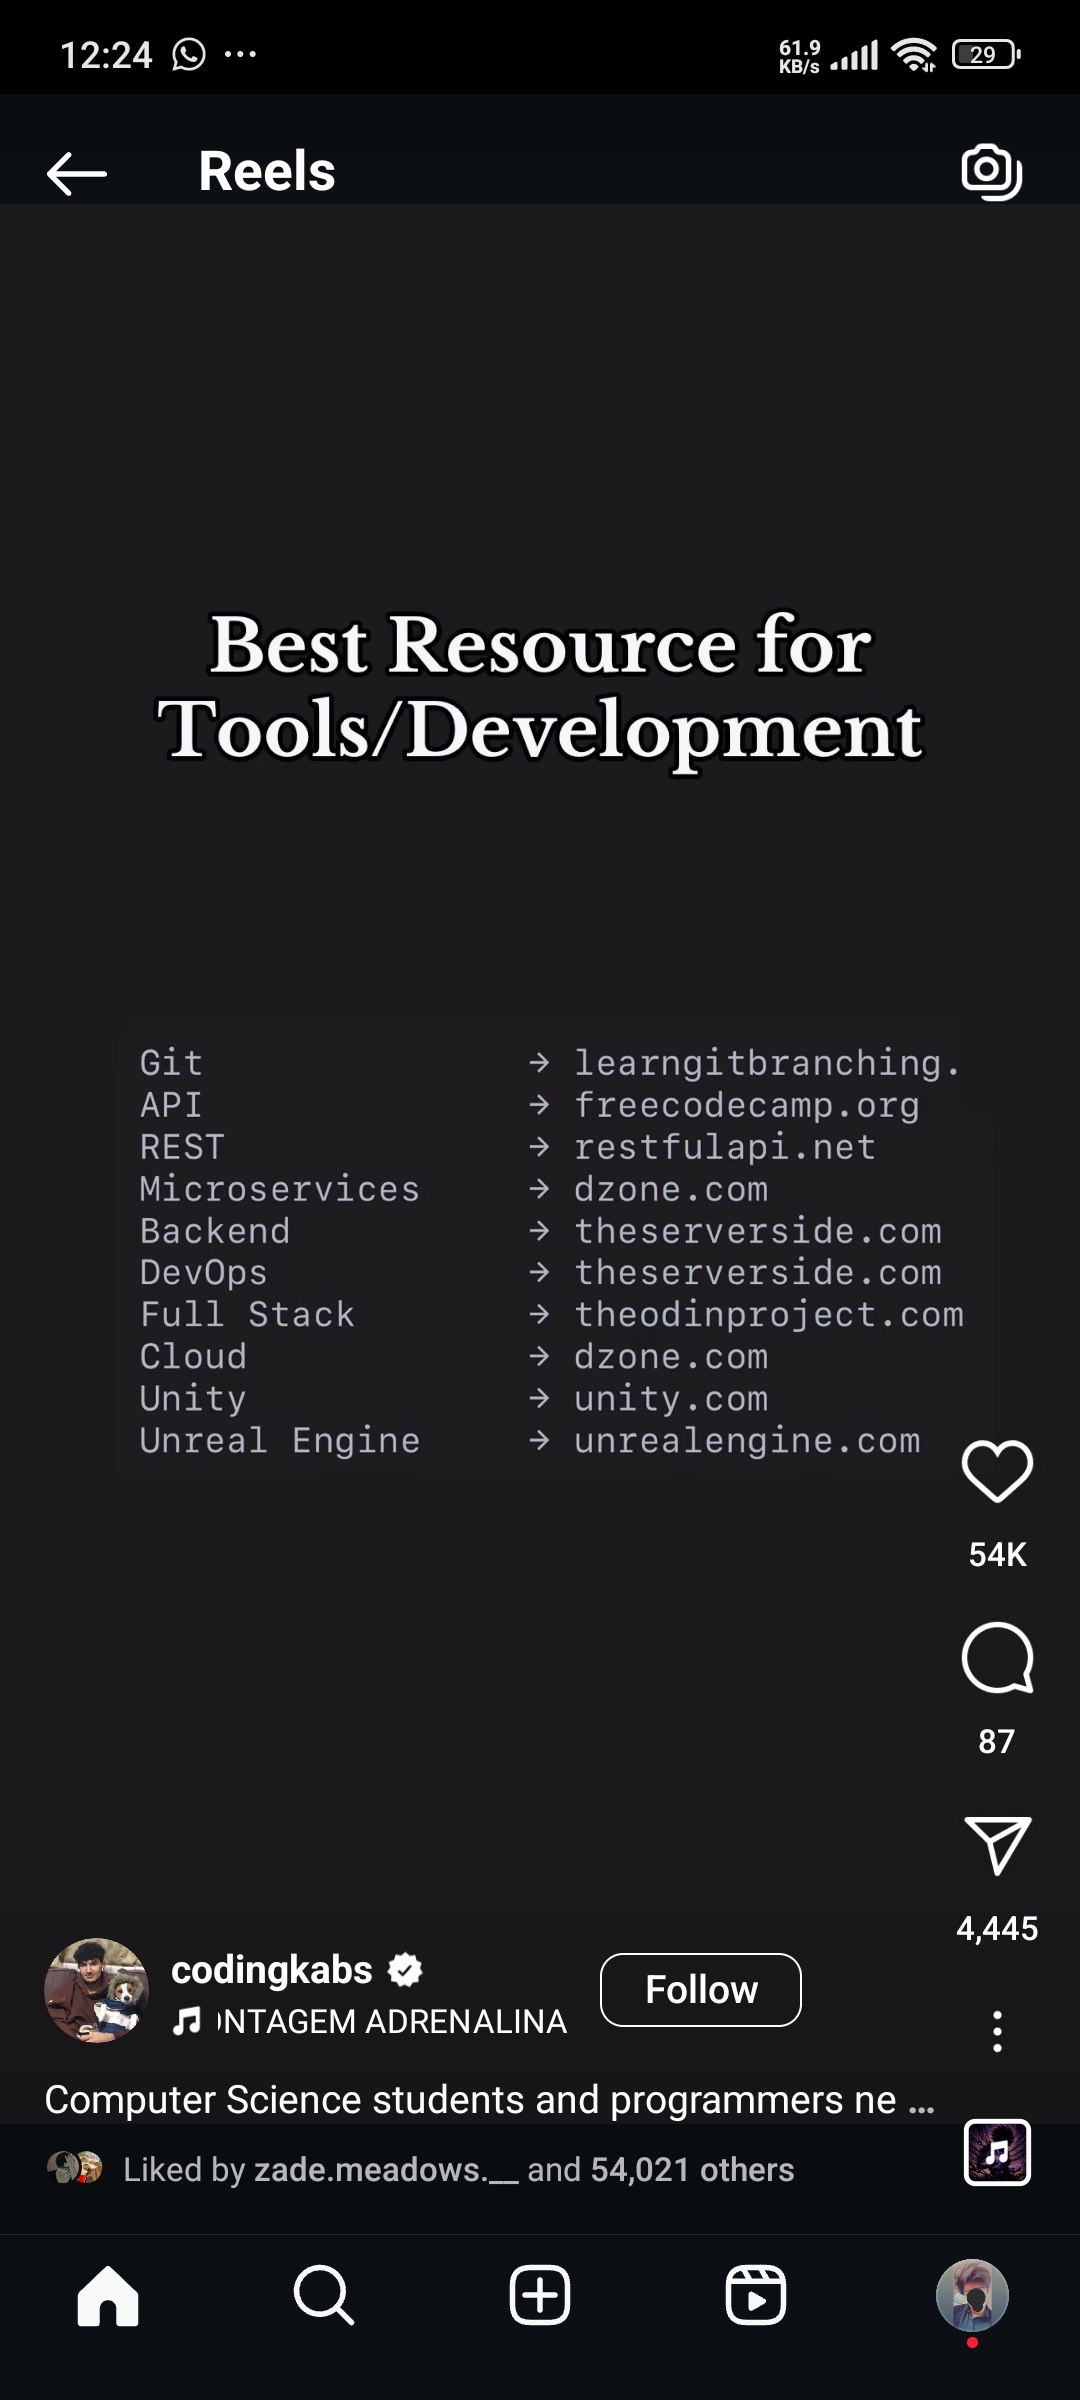 12:24 ...
61.9 KB/s 29
Reels
Best Resource for
Tools/Development
Git → learngitbranching.
API → freecodecamp.org
REST → restfulapi.net
Microservices → dzone.com
Backend → theserverside.com
DevOps → theserverside.com
Full Stack → theodinproject.com
Cloud → dzone.com
Unity → unity.com
Unreal Engine → unrealengine.com
54K
87
4,445
codingkabs
Follow
NTAGEM ADRENALINA
Computer Science students and programmers ne ...
Liked by zade.meadows.__ and 54,021 others